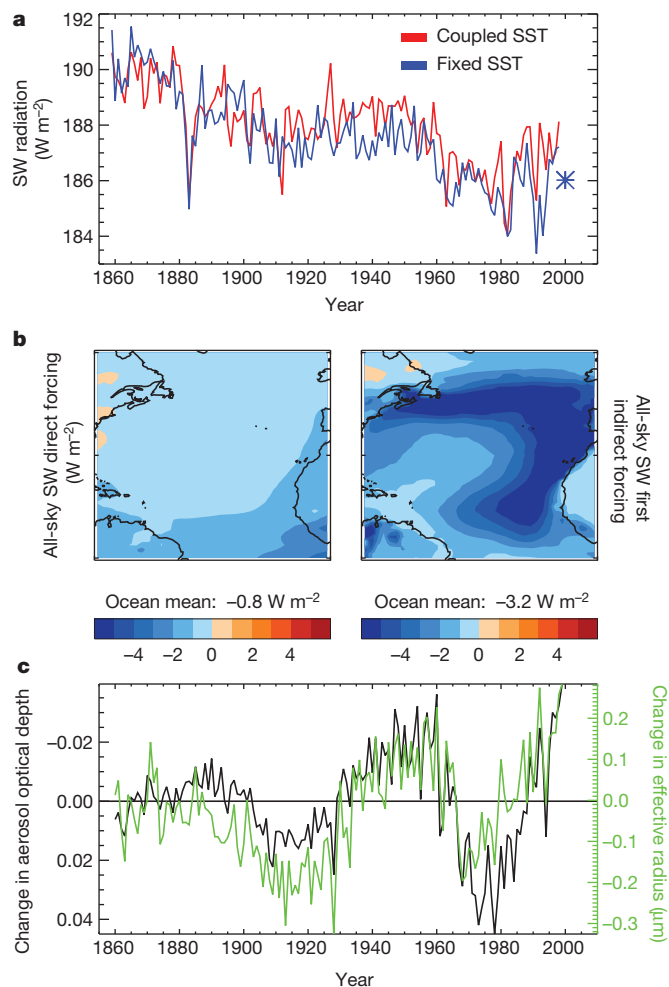 a
192
190
188
186
184
SW radiation
(W m−2)
Coupled SST
Fixed SST
1860 1880 1900 1920 1940 1960 1980 2000
Year
b
All-sky SW direct forcing
(W m−2)
All-sky SW first
indirect forcing
Ocean mean: −0.8 W m−2
−4 −2 0 2 4
Ocean mean: −3.2 W m−2
−4 −2 0 2 4
c
Change in aerosol optical depth
−0.02
0.00
0.02
0.04
0.2
0.1
0.0
−0.1
−0.2
−0.3
Change in effective radius (μm)
1860 1880 1900 1920 1940 1960 1980 2000
Year